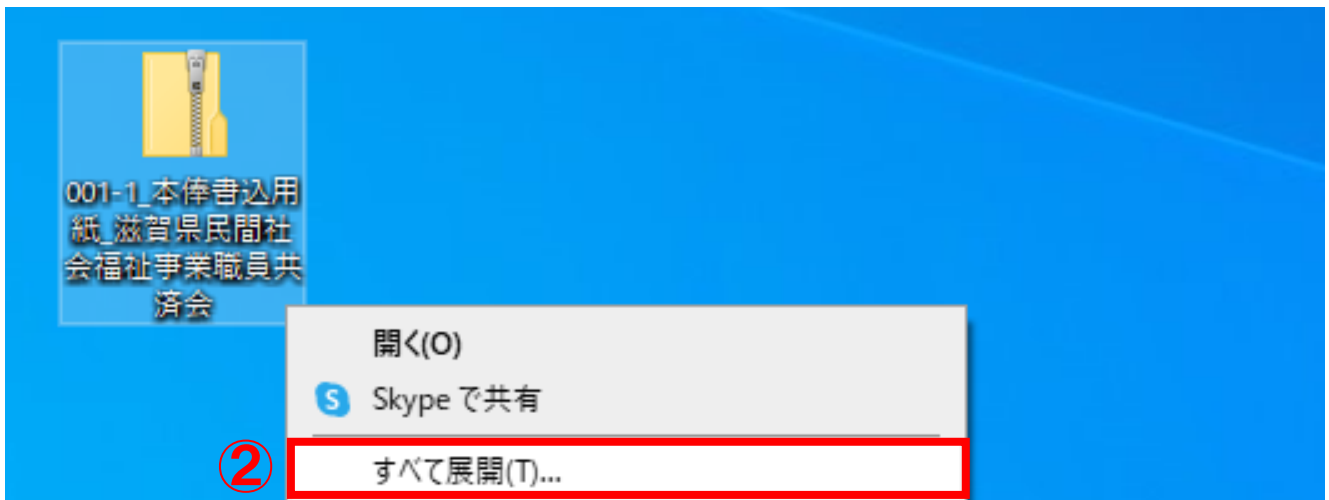 001-1_本俸書込用
紙_滋賀県民間社
会福祉事業職員共
済会
開く(O)
S Skype で共有
② すべて展開(T)...